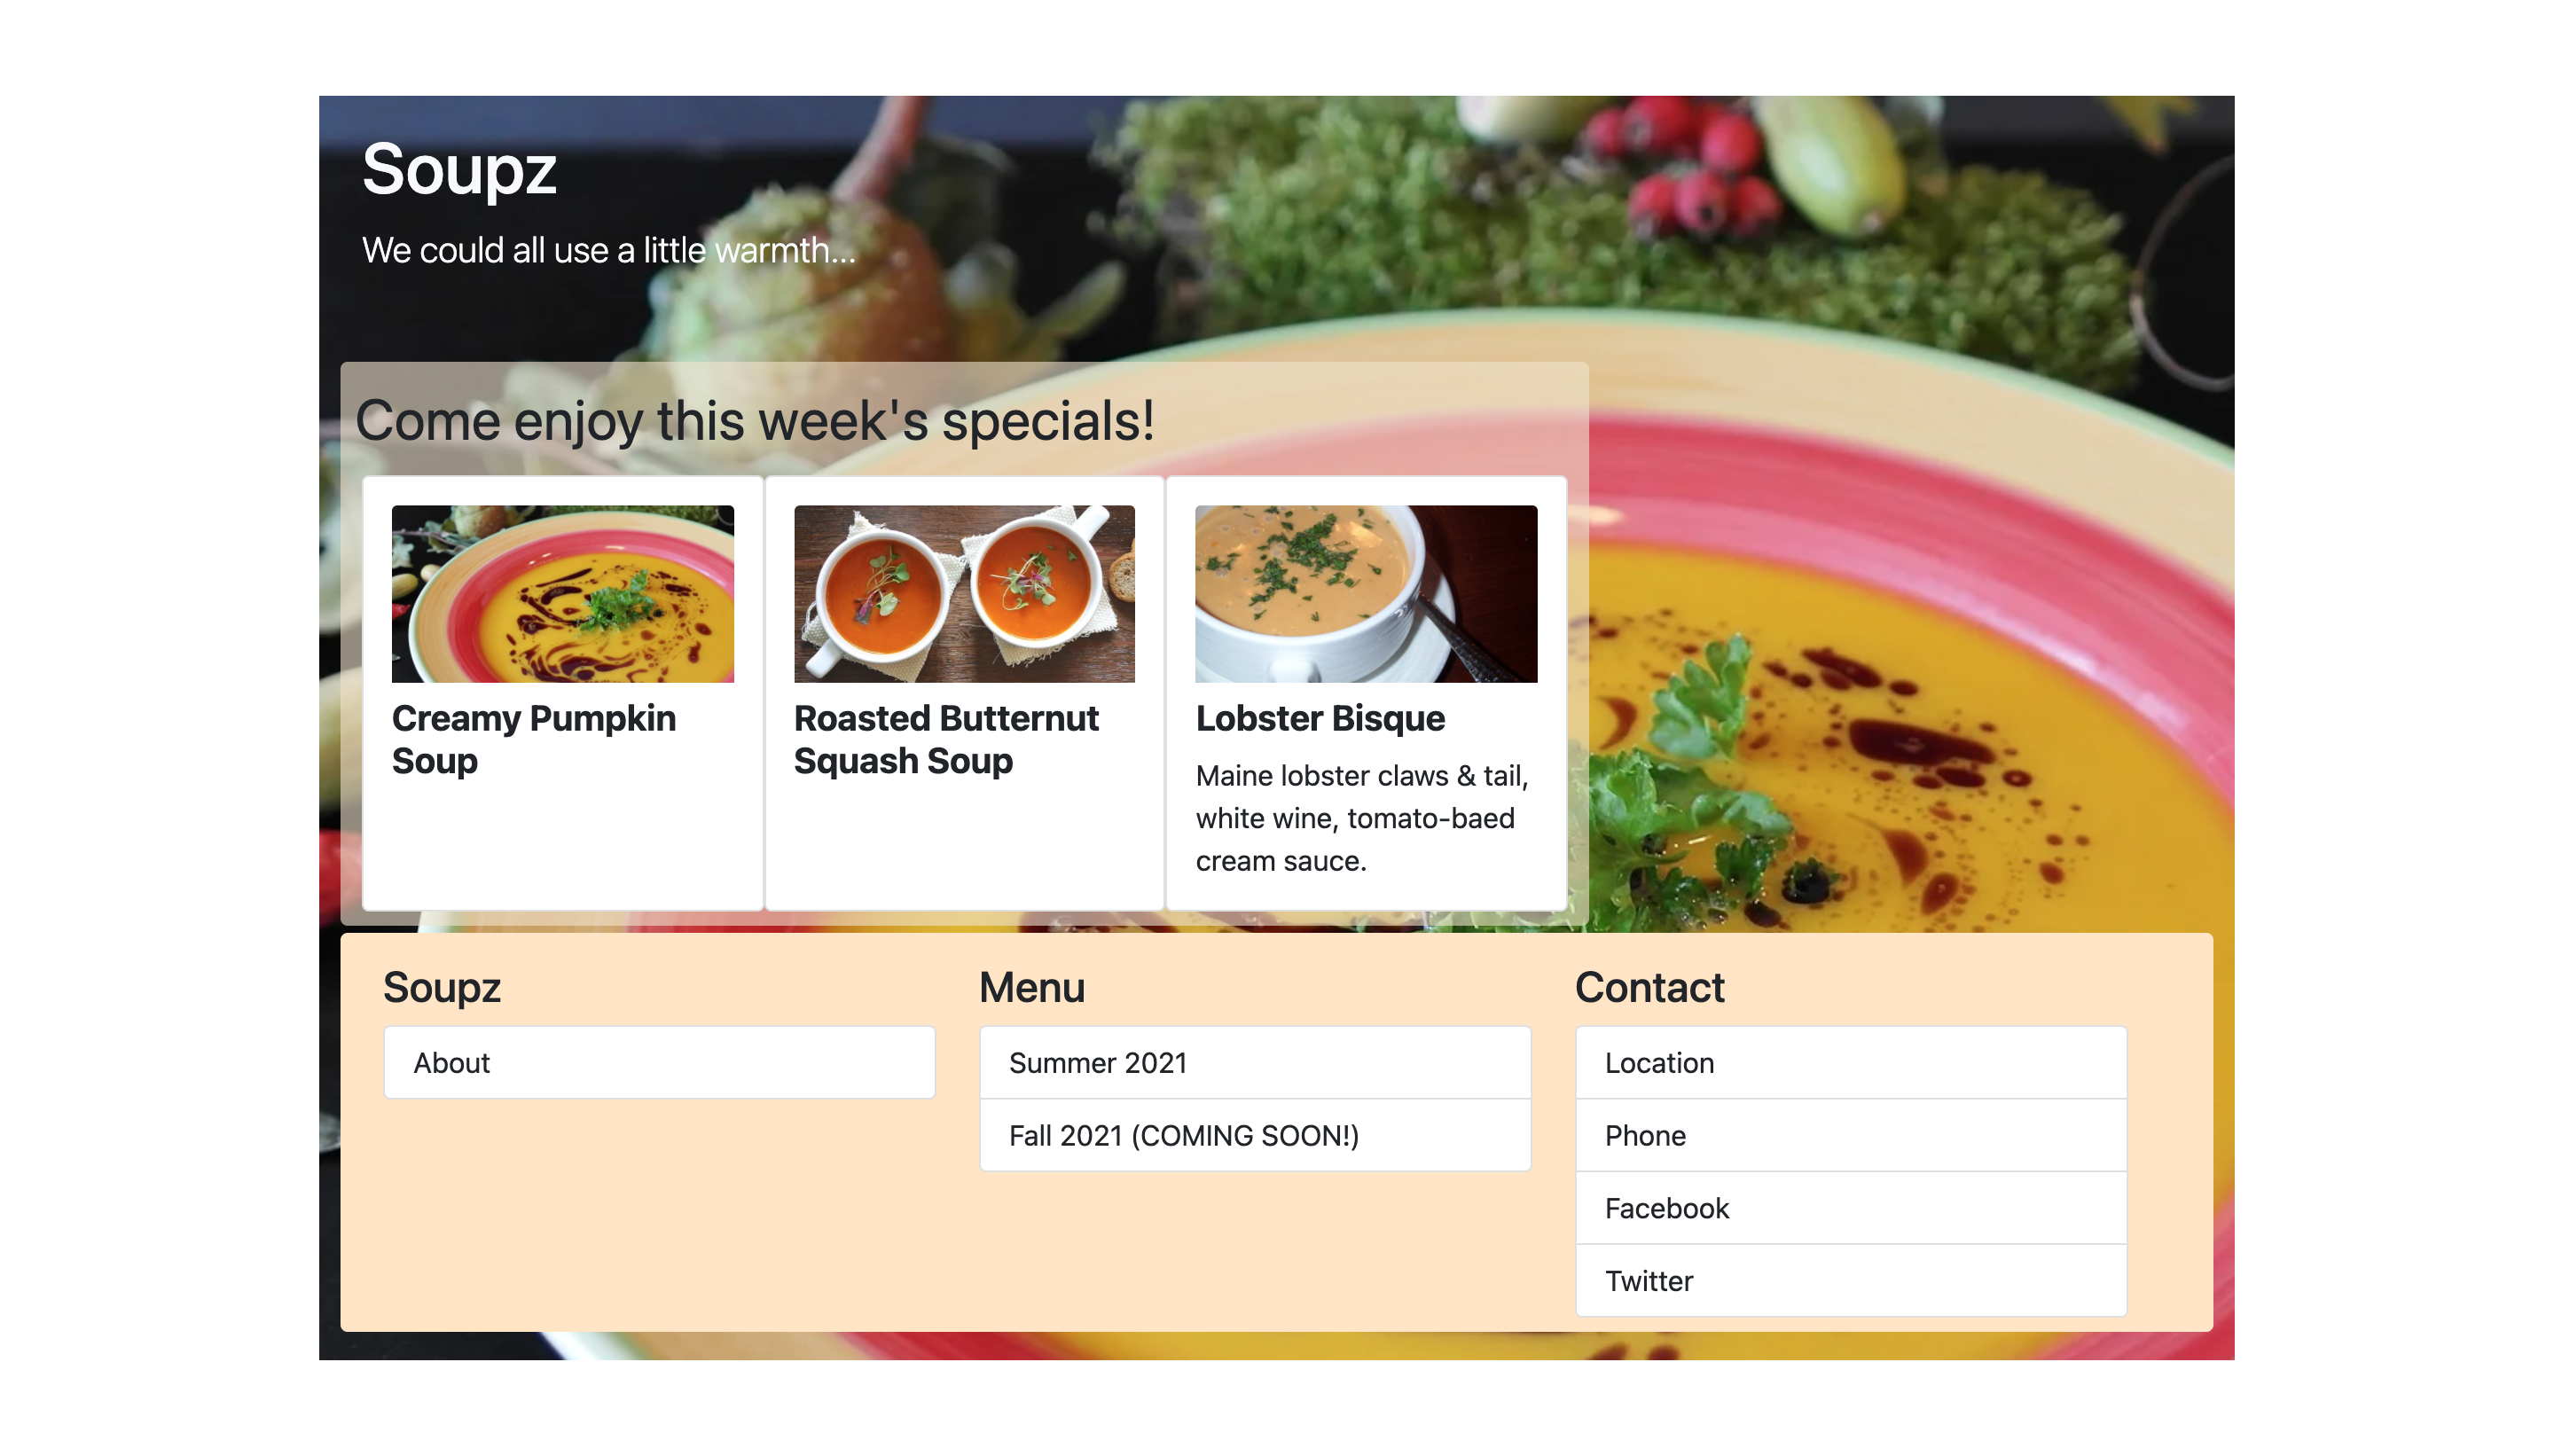 Soupz
We could all use a little warmth...
Come enjoy this week's specials!
Creamy Pumpkin
Soup
Roasted Butternut
Squash Soup
Lobster Bisque
Maine lobster claws & tail,
white wine, tomato-baed
cream sauce.
Soupz
About
Menu
Summer 2021
Fall 2021 (COMING SOON!)
Contact
Location
Phone
Facebook
Twitter